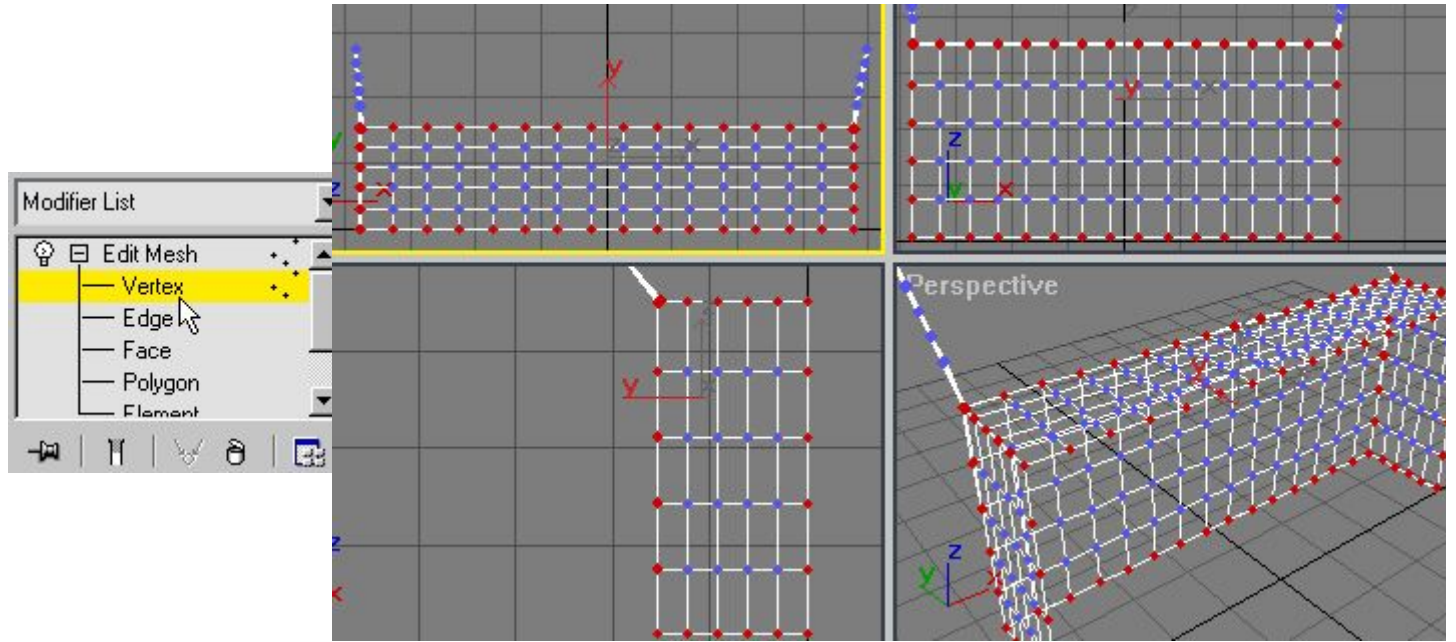 Modifier List
Edit Mesh
Vertex
Edge
Face
Polygon
Element
y
x
z
y
x
y
x
z
y
x
y
x
z
x
Perspective
y
z
y
x